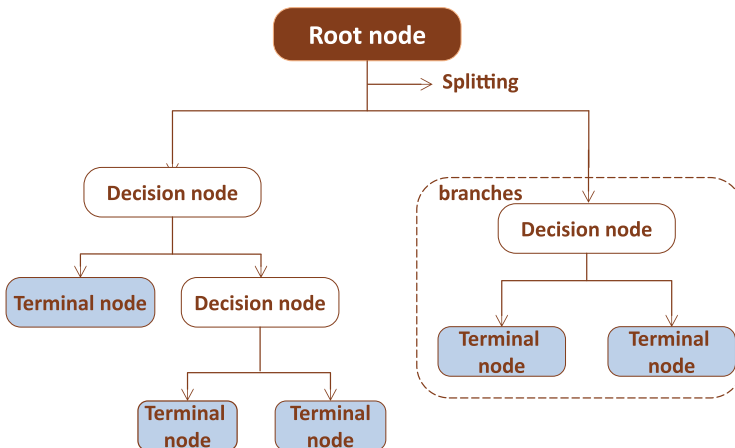 Root node
Splitting
Decision node
branches
Decision node
Terminal node
Decision node
Terminal
node
Terminal
node
Terminal
node
Terminal
node